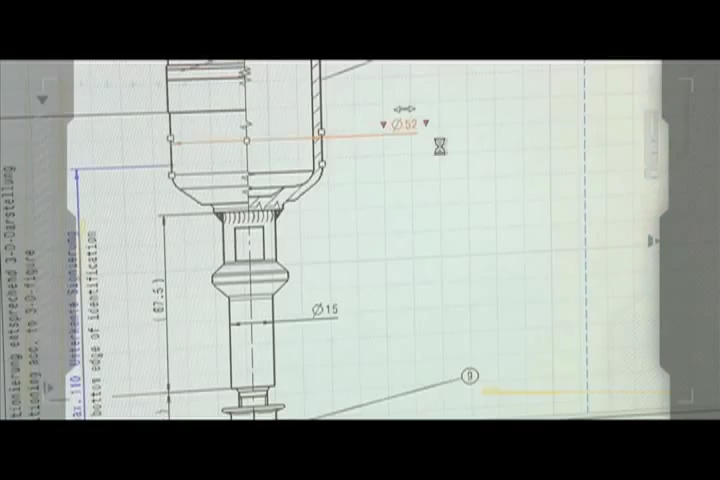 Ø52
Ø15
(67.5)
9
tionierung entsprechend 3-D-Darstellung
tioning acc. to 3-D-figure
ax.110 Unterkante Signierung
bottom edge of identification